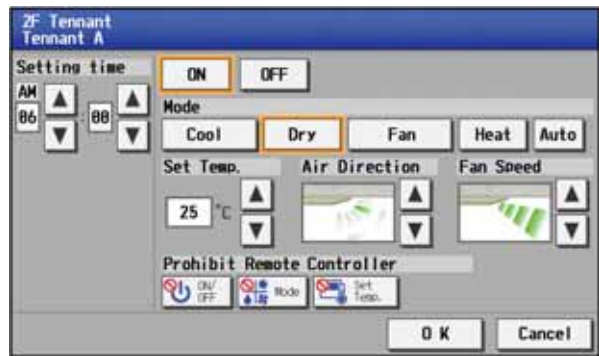 2F Tennant
Tennant A
Setting time
ON OFF
AM
06 : 00
Mode
Cool Dry Fan Heat Auto
Set Temp. Air Direction Fan Speed
25 °C
Prohibit Remote Controller
ON/OFF Mode Set Temp.
OK Cancel